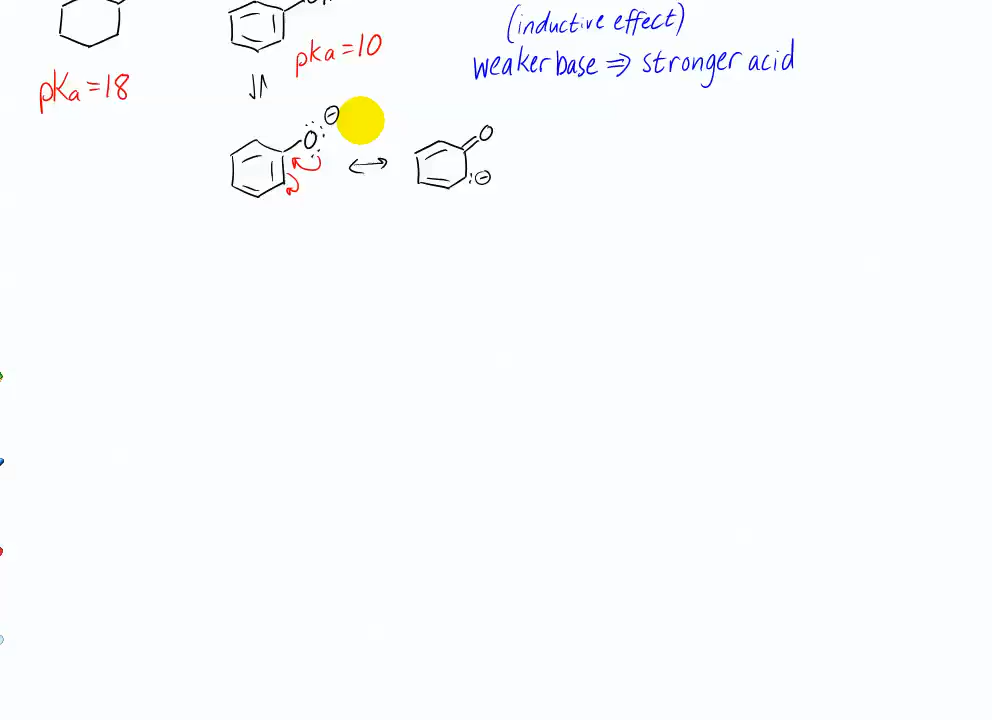 (inductive effect)
pka=10
weaker base ⇒ stronger acid
pKa=18
⊖
O
O
:⊖